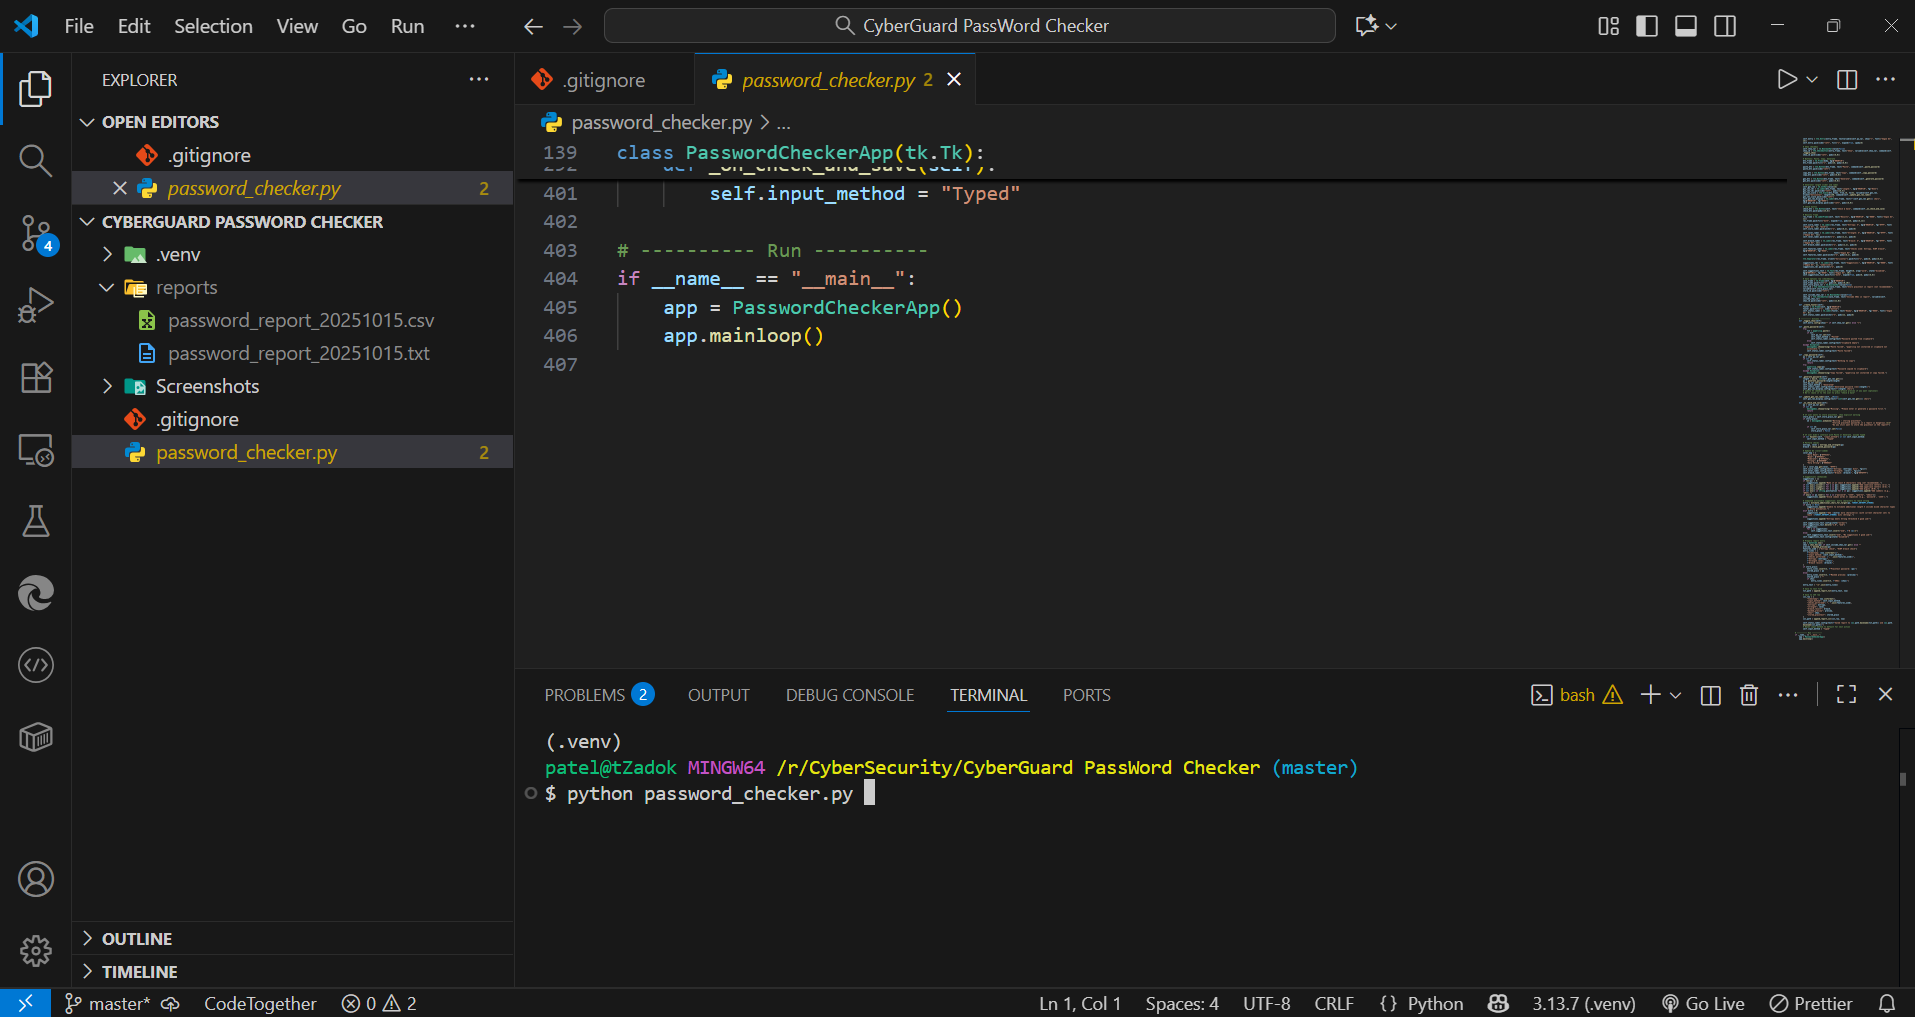 File Edit Selection View Go Run ···
CyberGuard PassWord Checker
EXPLORER
OPEN EDITORS
.gitignore
password_checker.py 2
CYBERGUARD PASSWORD CHECKER
.venv
reports
password_report_20251015.csv
password_report_20251015.txt
Screenshots
.gitignore
password_checker.py 2
OUTLINE
TIMELINE
4
.gitignore
password_checker.py 2
password_checker.py > ...
139 class PasswordCheckerApp(tk.Tk):
292 def _on_check_and_save(self):
401 self.input_method = "Typed"
402
403 # ---------- Run ----------
404 if __name__ == "__main__":
405 app = PasswordCheckerApp()
406 app.mainloop()
407
PROBLEMS 2 OUTPUT DEBUG CONSOLE TERMINAL PORTS
bash
(.venv)
patel@tZadok MINGW64 /r/CyberSecurity/CyberGuard PassWord Checker (master)
$ python password_checker.py
master* CodeTogether 0 2
Ln 1, Col 1 Spaces: 4 UTF-8 CRLF {} Python 3.13.7 (.venv) Go Live Prettier